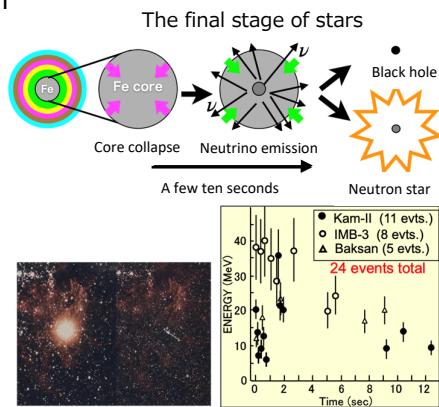 The final stage of stars
Fe
Fe core
ν
ν
Black hole
Core collapse
Neutrino emission
A few ten seconds
Neutron star
Kam-II (11 evts.)
IMB-3 (8 evts.)
Baksan (5 evts.)
24 events total
ENERGY (MeV)
50
40
30
20
10
0
0 2 4 6 8 10 12
Time (sec)